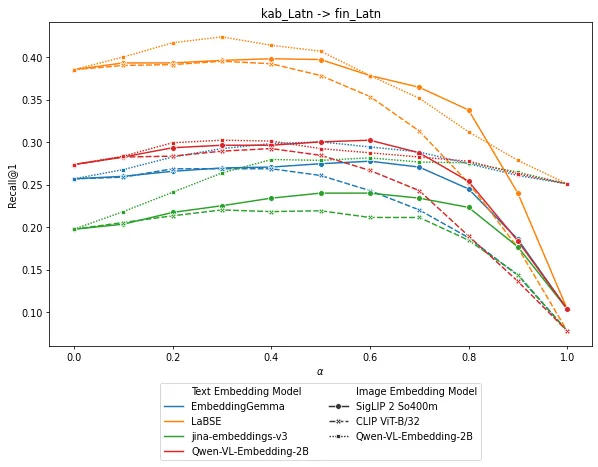 kab_Latn -> fin_Latn
Recall@1
0.40
0.35
0.30
0.25
0.20
0.15
0.10
0.0 0.2 0.4 0.6 0.8 1.0
α
Text Embedding Model
EmbeddingGemma
LaBSE
jina-embeddings-v3
Qwen-VL-Embedding-2B
Image Embedding Model
SigLIP 2 So400m
CLIP ViT-B/32
Qwen-VL-Embedding-2B